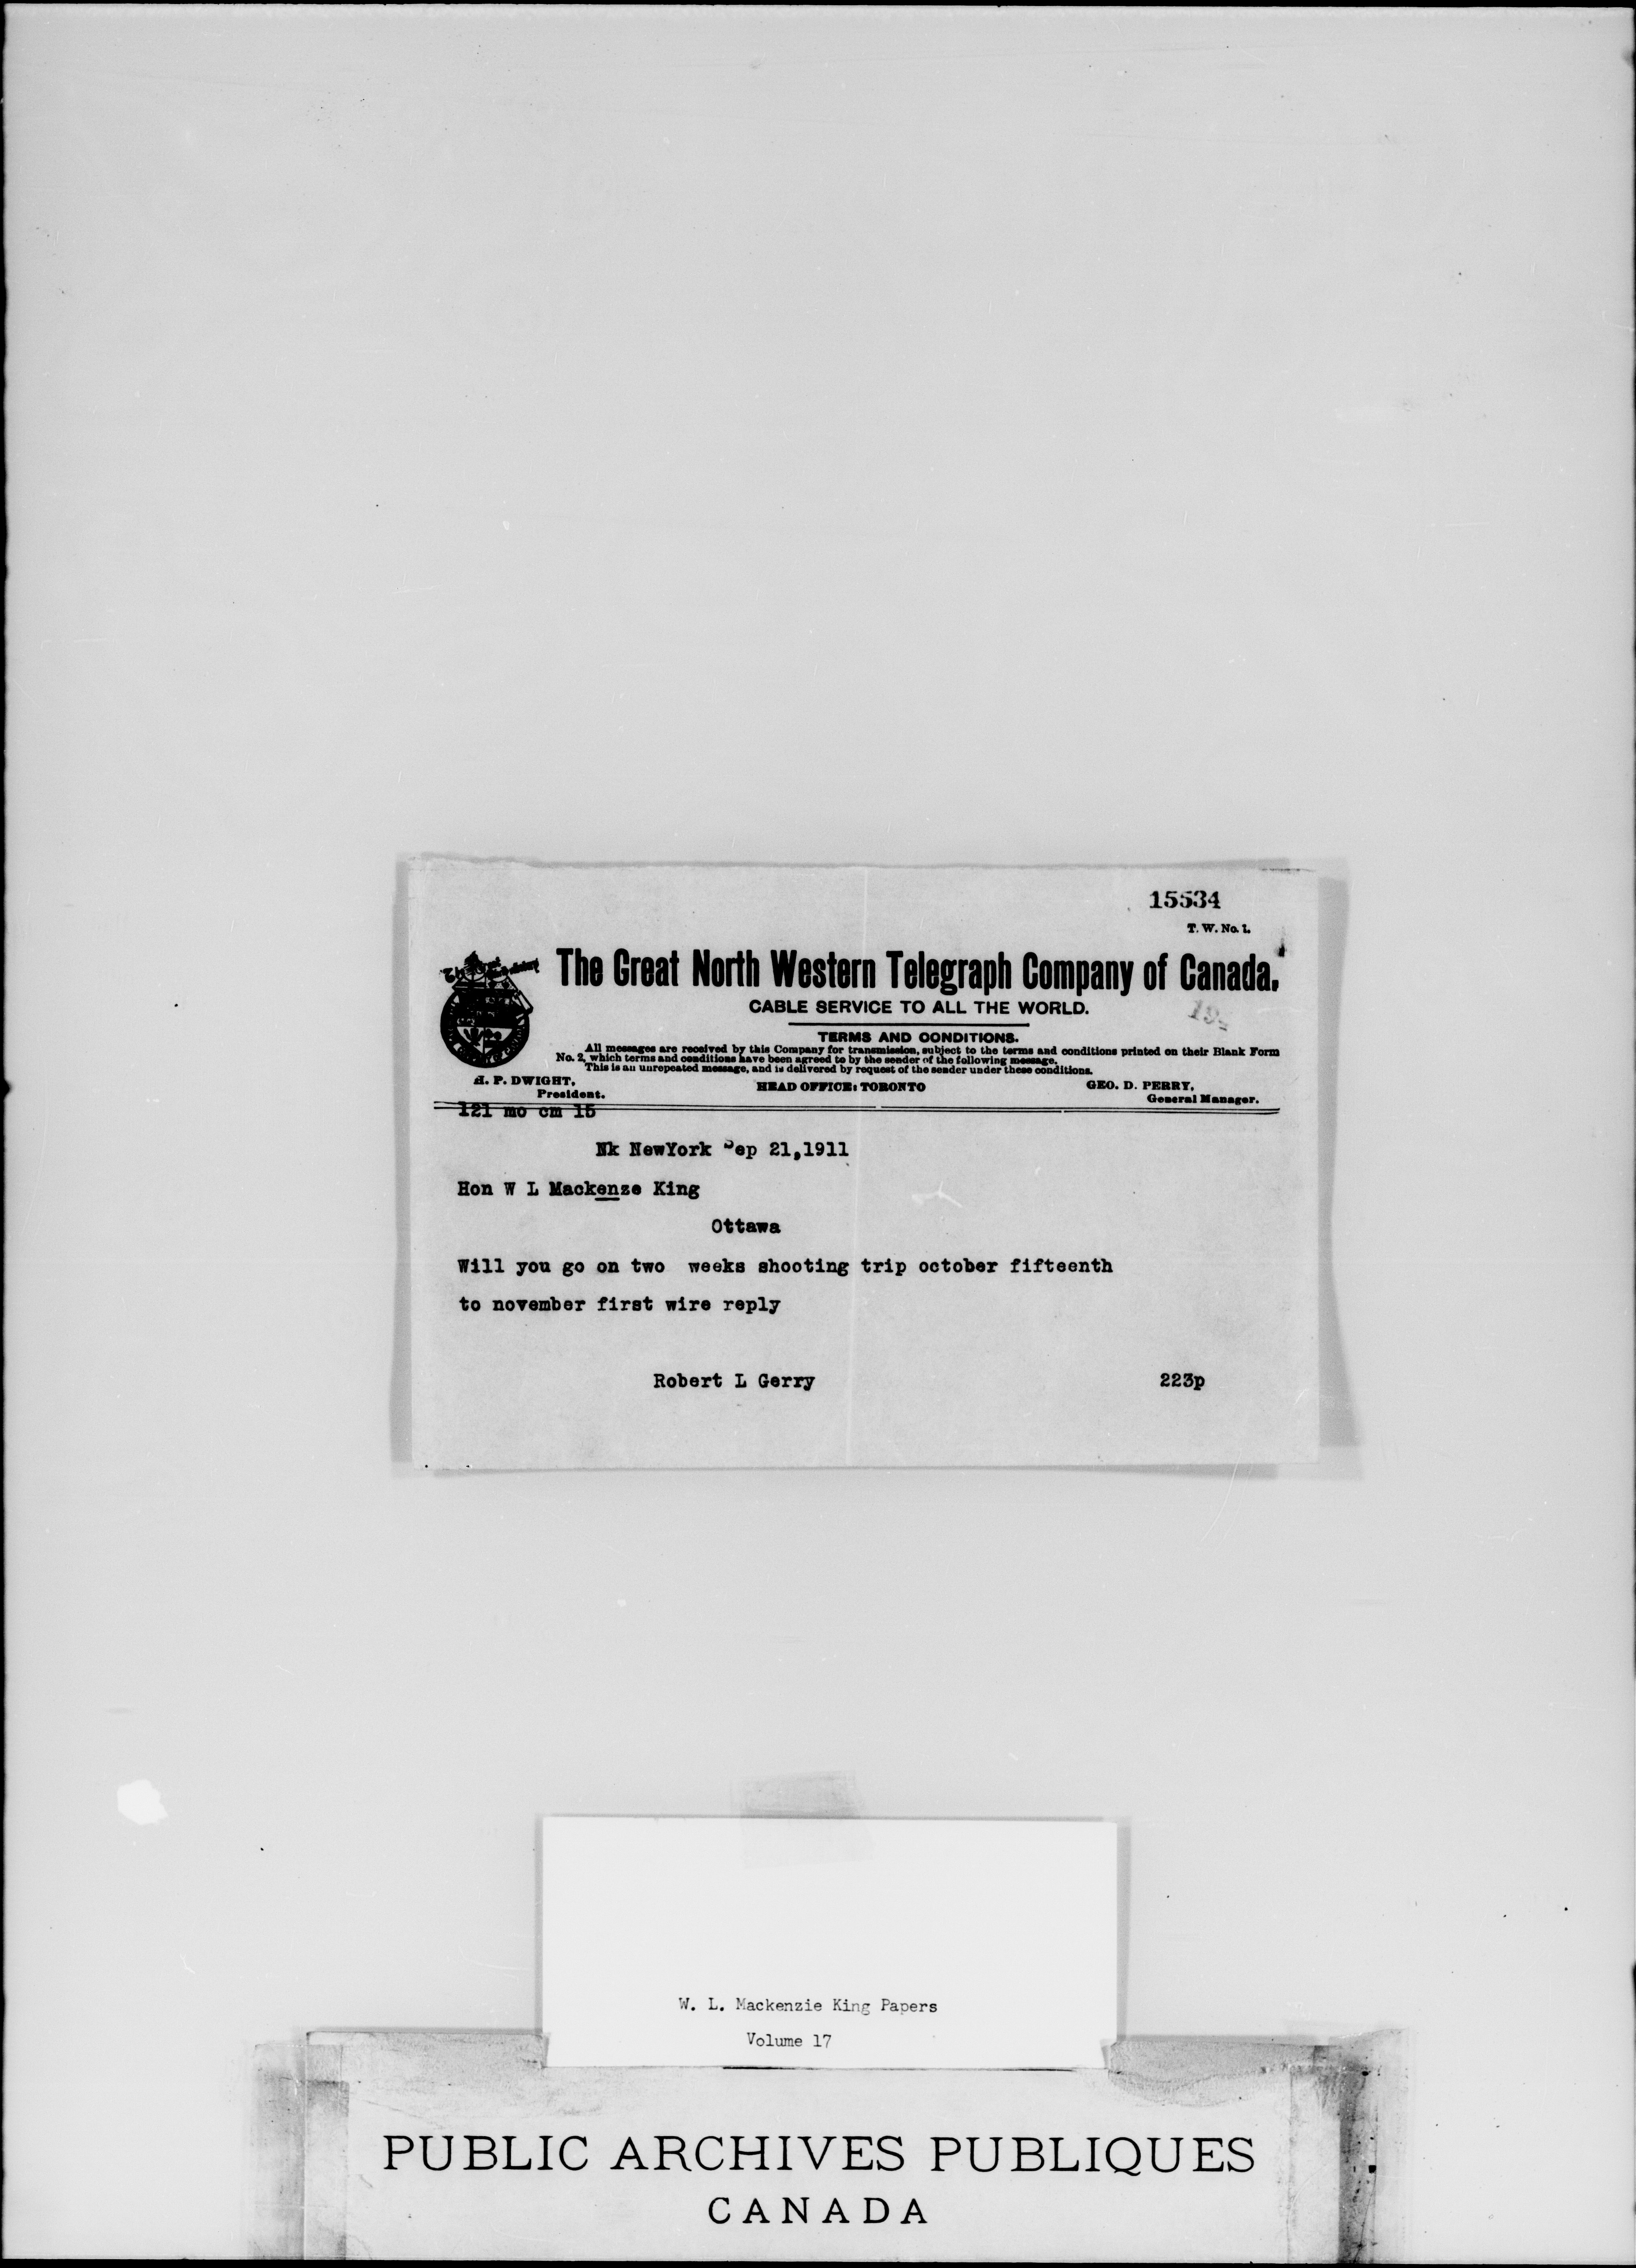 15534
T. W. No. 1.
The Great North Western Telegraph Company of Canada.
CABLE SERVICE TO ALL THE WORLD.
TERMS AND CONDITIONS.
All messages are received by this Company for transmission, subject to the terms and conditions printed on their Blank Form
No. 2, which terms and conditions have been agreed to by the sender of the following message.
This is an unrepeated message, and is delivered by request of the sender under these conditions.
H. P. DWIGHT, HEAD OFFICE: TORONTO GEO. D. PERRY,
President. General Manager.
121 mo cm 15
Nk NewYork Sep 21,1911
Hon W L Mackenze King
Ottawa
Will you go on two weeks shooting trip october fifteenth
to november first wire reply
Robert L Gerry 223p
W. L. Mackenzie King Papers
Volume 17
PUBLIC ARCHIVES PUBLIQUES
CANADA